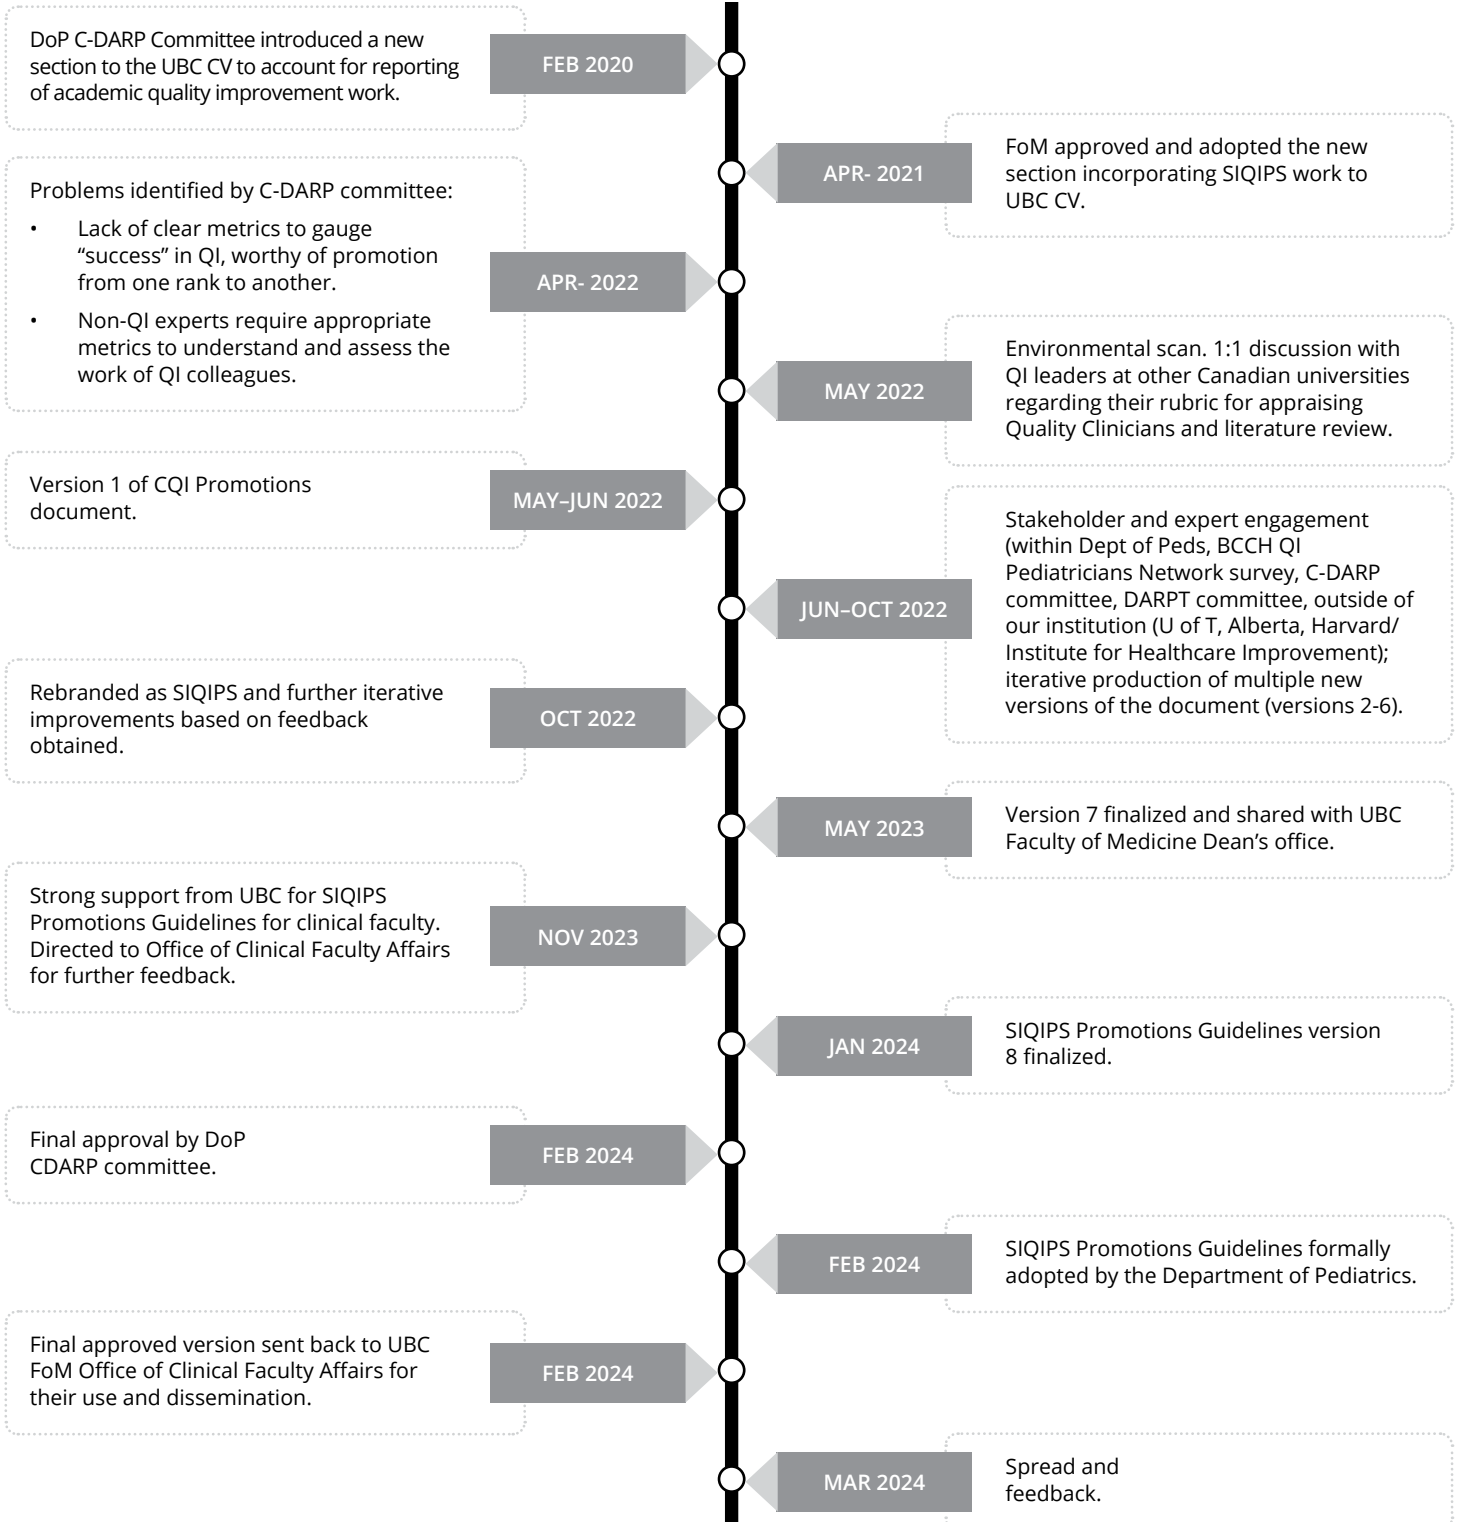 DoP C-DARP Committee introduced a new
section to the UBC CV to account for reporting
of academic quality improvement work.
FEB 2020
APR- 2021
FoM approved and adopted the new
section incorporating SIQIPS work to
UBC CV.
Problems identified by C-DARP committee:
• Lack of clear metrics to gauge
“success” in QI, worthy of promotion
from one rank to another.
• Non-QI experts require appropriate
metrics to understand and assess the
work of QI colleagues.
APR- 2022
MAY 2022
Environmental scan. 1:1 discussion with
QI leaders at other Canadian universities
regarding their rubric for appraising
Quality Clinicians and literature review.
Version 1 of CQI Promotions
document.
MAY–JUN 2022
JUN–OCT 2022
Stakeholder and expert engagement
(within Dept of Peds, BCCH QI
Pediatricians Network survey, C-DARP
committee, DARPT committee, outside of
our institution (U of T, Alberta, Harvard/
Institute for Healthcare Improvement);
iterative production of multiple new
versions of the document (versions 2-6).
Rebranded as SIQIPS and further iterative
improvements based on feedback
obtained.
OCT 2022
MAY 2023
Version 7 finalized and shared with UBC
Faculty of Medicine Dean’s office.
Strong support from UBC for SIQIPS
Promotions Guidelines for clinical faculty.
Directed to Office of Clinical Faculty Affairs
for further feedback.
NOV 2023
JAN 2024
SIQIPS Promotions Guidelines version
8 finalized.
Final approval by DoP
CDARP committee.
FEB 2024
FEB 2024
SIQIPS Promotions Guidelines formally
adopted by the Department of Pediatrics.
Final approved version sent back to UBC
FoM Office of Clinical Faculty Affairs for
their use and dissemination.
FEB 2024
MAR 2024
Spread and
feedback.